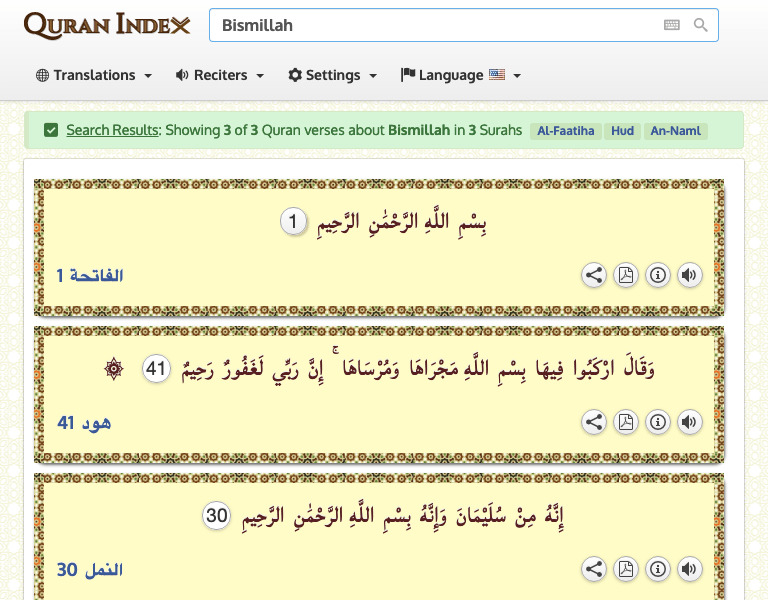 QURAN INDEX
Bismillah
Translations Reciters Settings Language
Search Results: Showing 3 of 3 Quran verses about Bismillah in 3 Surahs Al-Faatiha Hud An-Naml
بِسْمِ اللَّهِ الرَّحْمَٰنِ الرَّحِيمِ 1
الفاتحة 1
وَقَالَ ارْكَبُوا فِيهَا بِسْمِ اللَّهِ مَجْرَاهَا وَمُرْسَاهَا ۚ إِنَّ رَبِّي لَغَفُورٌ رَحِيمٌ 41 ۞
هود 41
إِنَّهُ مِنْ سُلَيْمَانَ وَإِنَّهُ بِسْمِ اللَّهِ الرَّحْمَٰنِ الرَّحِيمِ 30
النمل 30